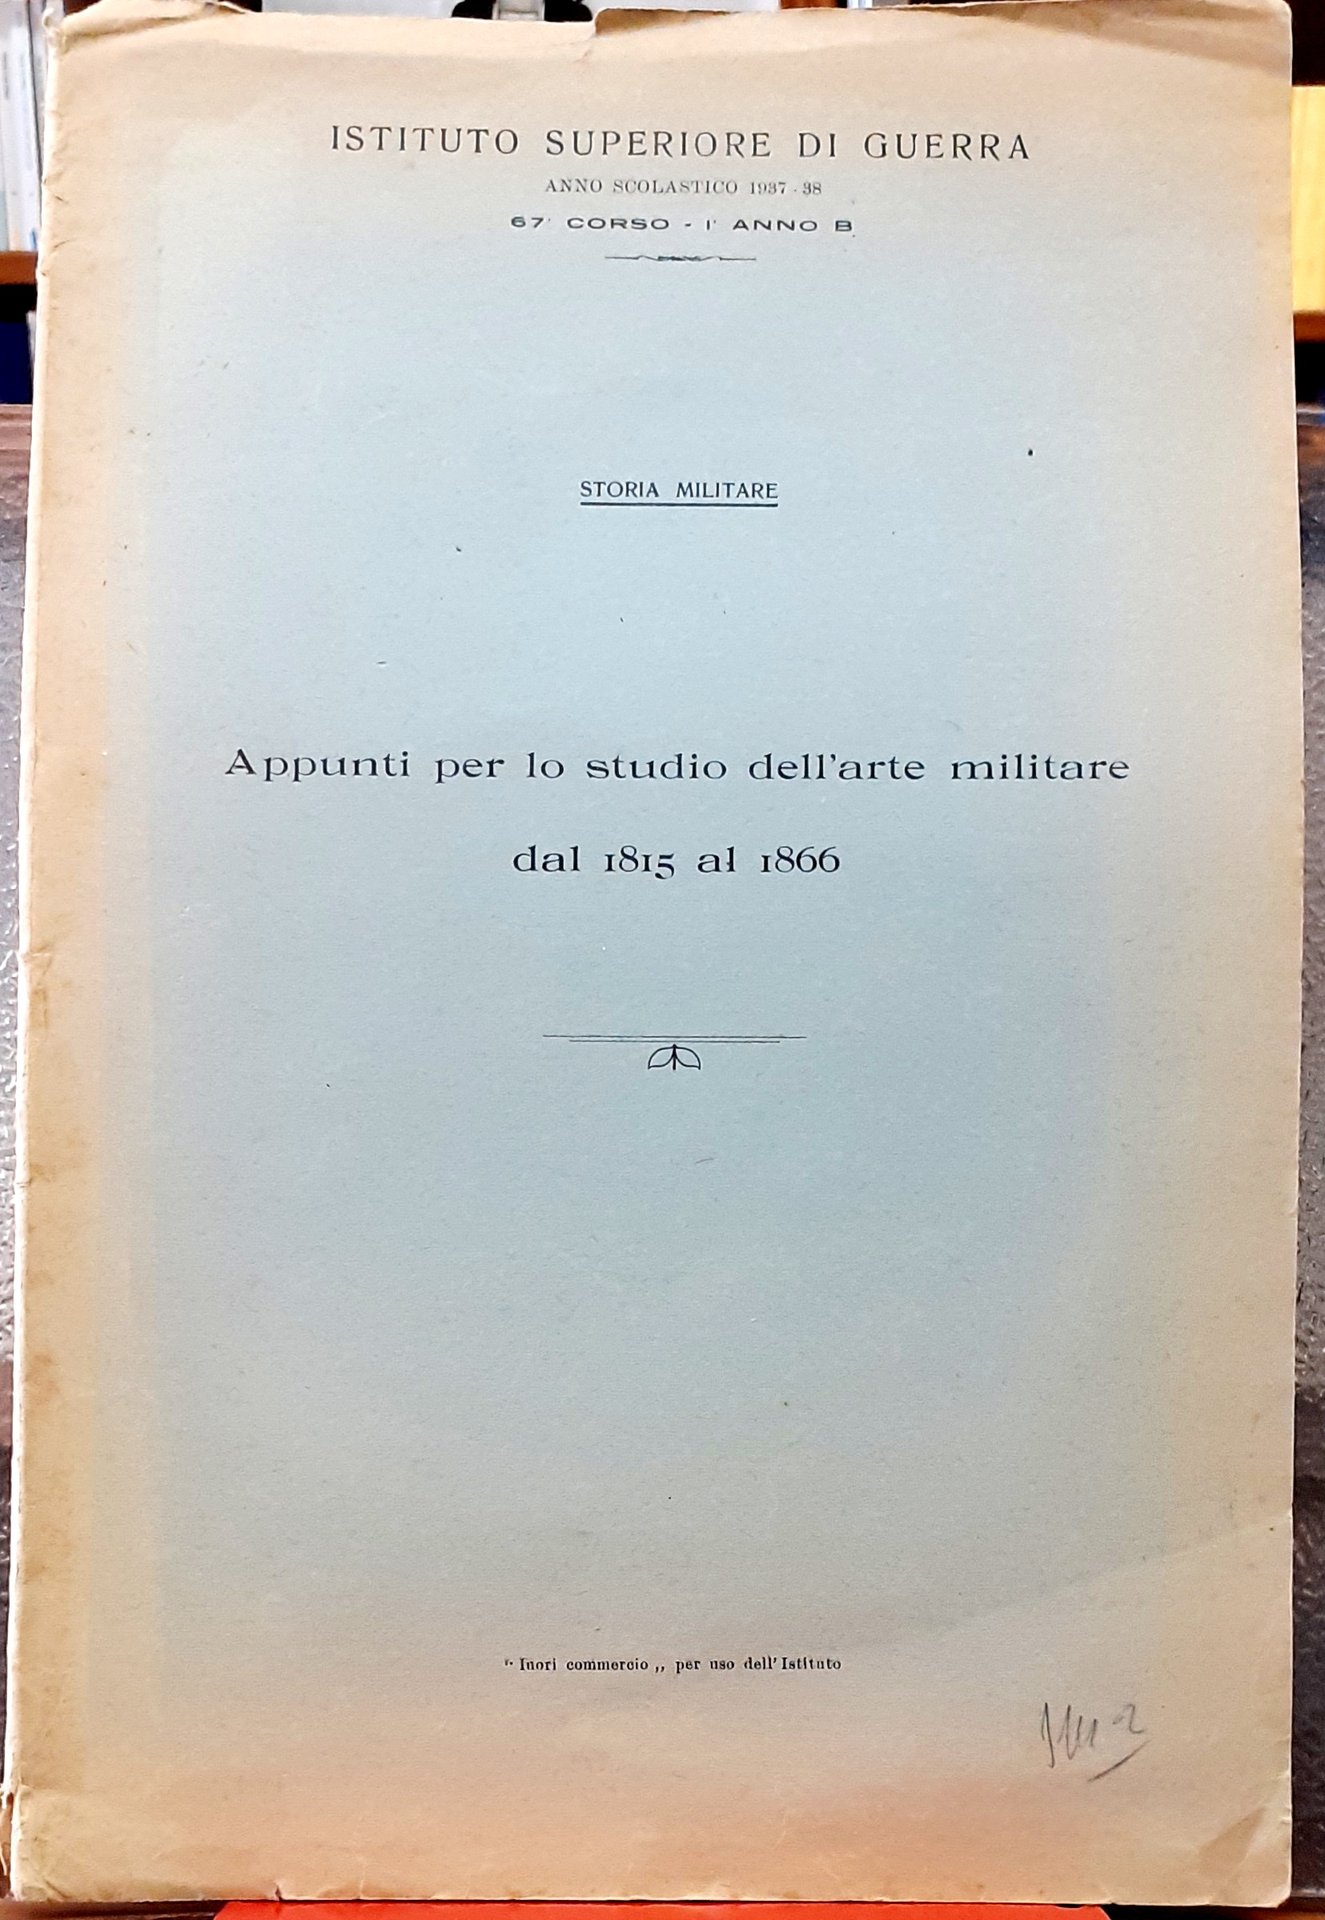 ISTITUTO SUPERIORE DI GUERRA
ANNO SCOLASTICO 1937-38
67° CORSO - I° ANNO B
STORIA MILITARE
Appunti per lo studio dell'arte militare
dal 1815 al 1866
"Fuori commercio,, per uso dell'Istituto